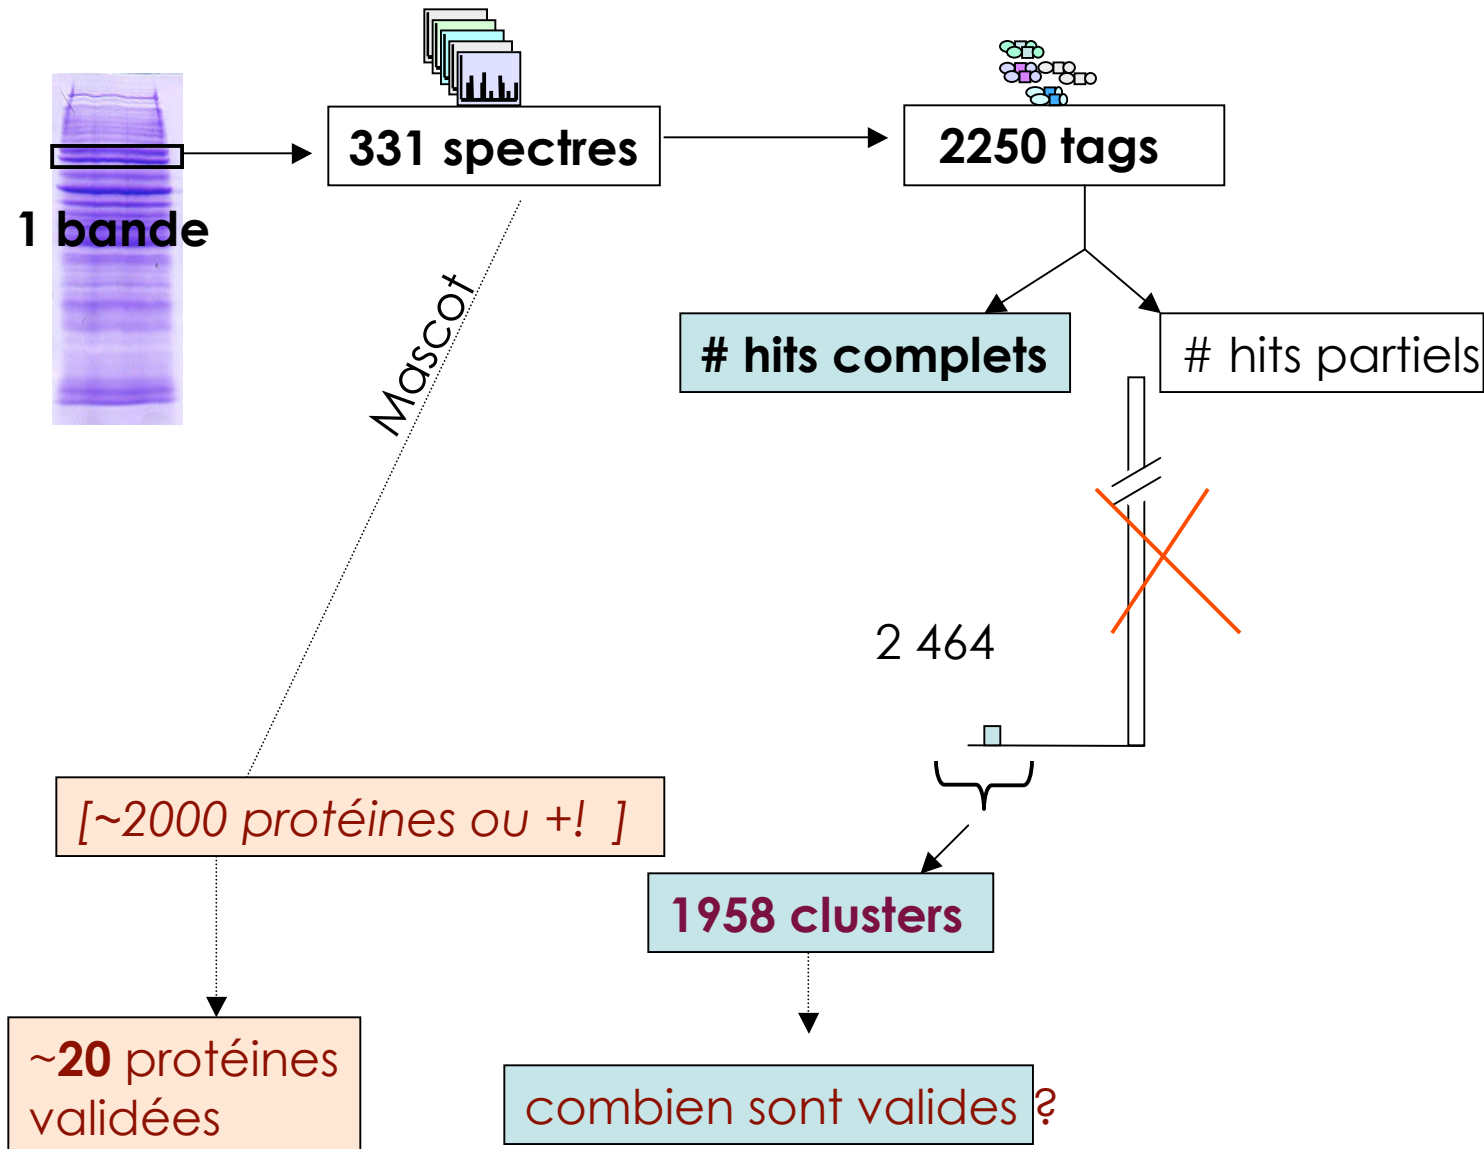 331 spectres
2250 tags
1 bande
Mascot
# hits complets
# hits partiels
2 464
[~2000 protéines ou +!  ]
1958 clusters
~20 protéines
validées
combien sont valides ?